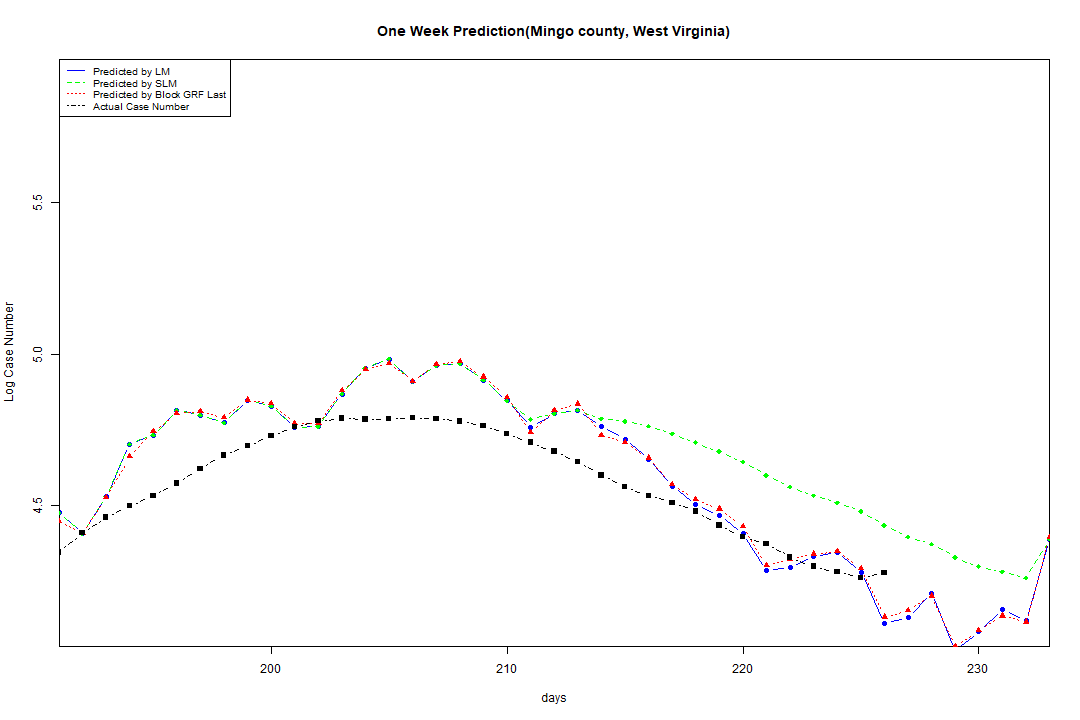 One Week Prediction(Mingo county, West Virginia)
Predicted by LM
Predicted by SLM
Predicted by Block GRF Last
Actual Case Number
5.5
5.0
4.5
Log Case Number
200 210 220 230
days